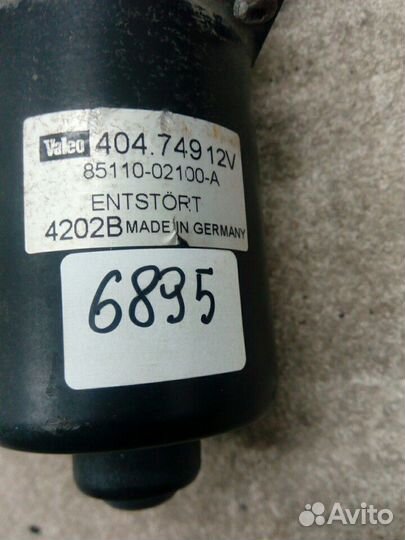 Valeo 404.749 12V
85110-02100-A
ENTSTÖRT
4202B MADE IN GERMANY
6895
Avito